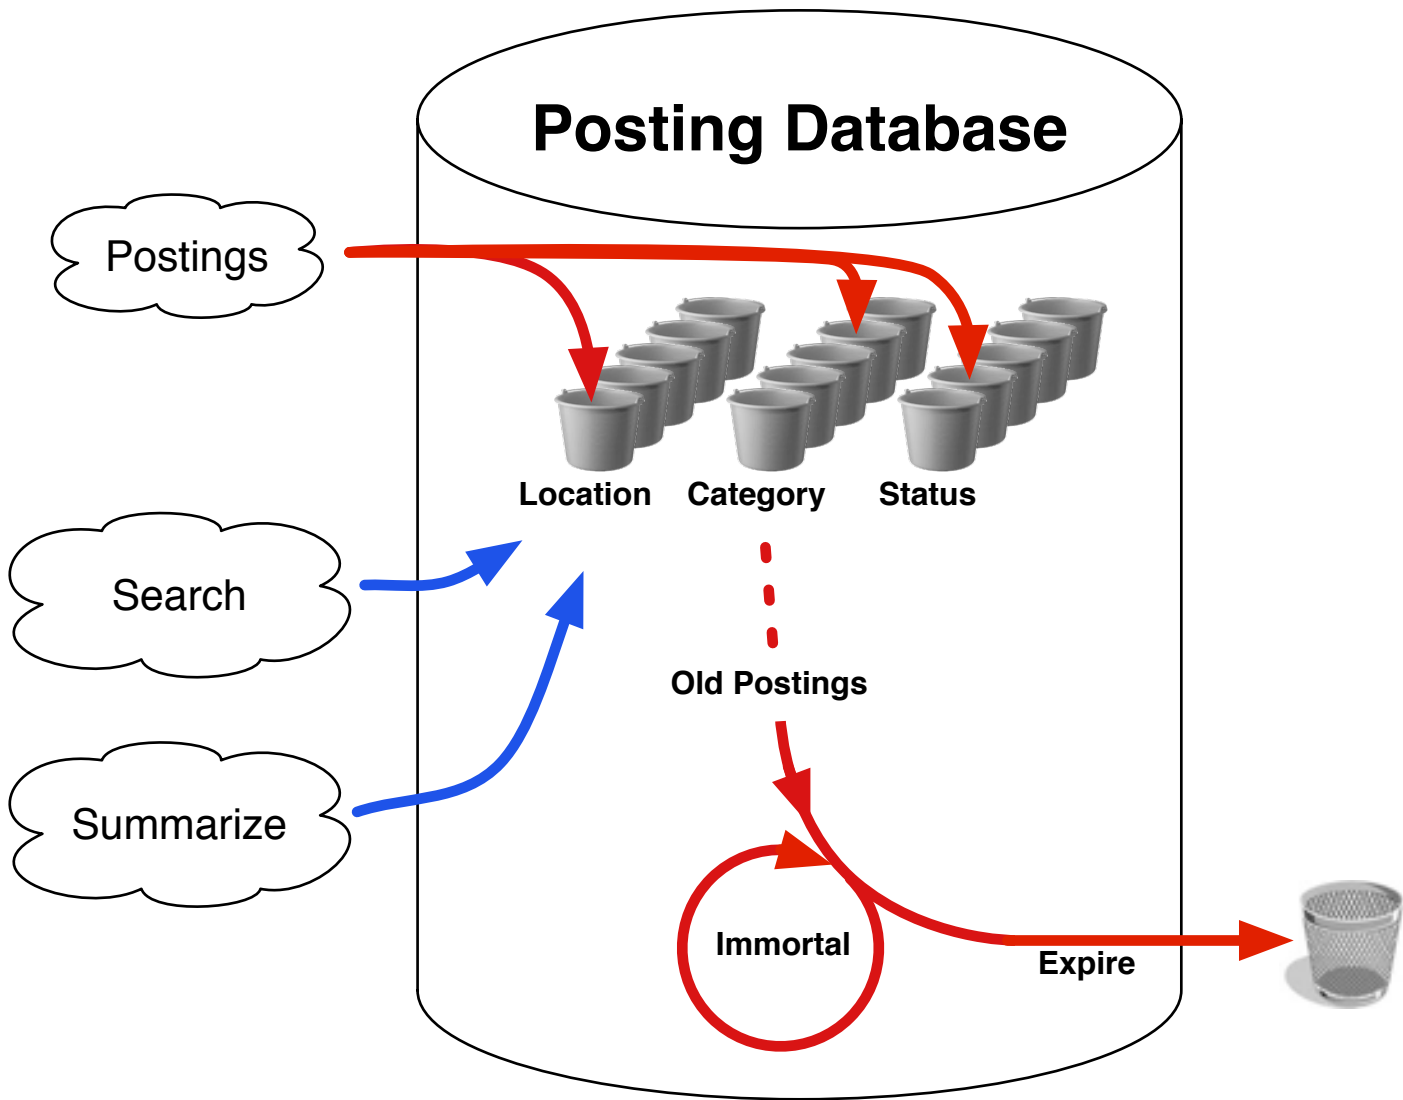 Posting Database
Postings
Location Category Status
Search
Old Postings
Summarize
Immortal
Expire